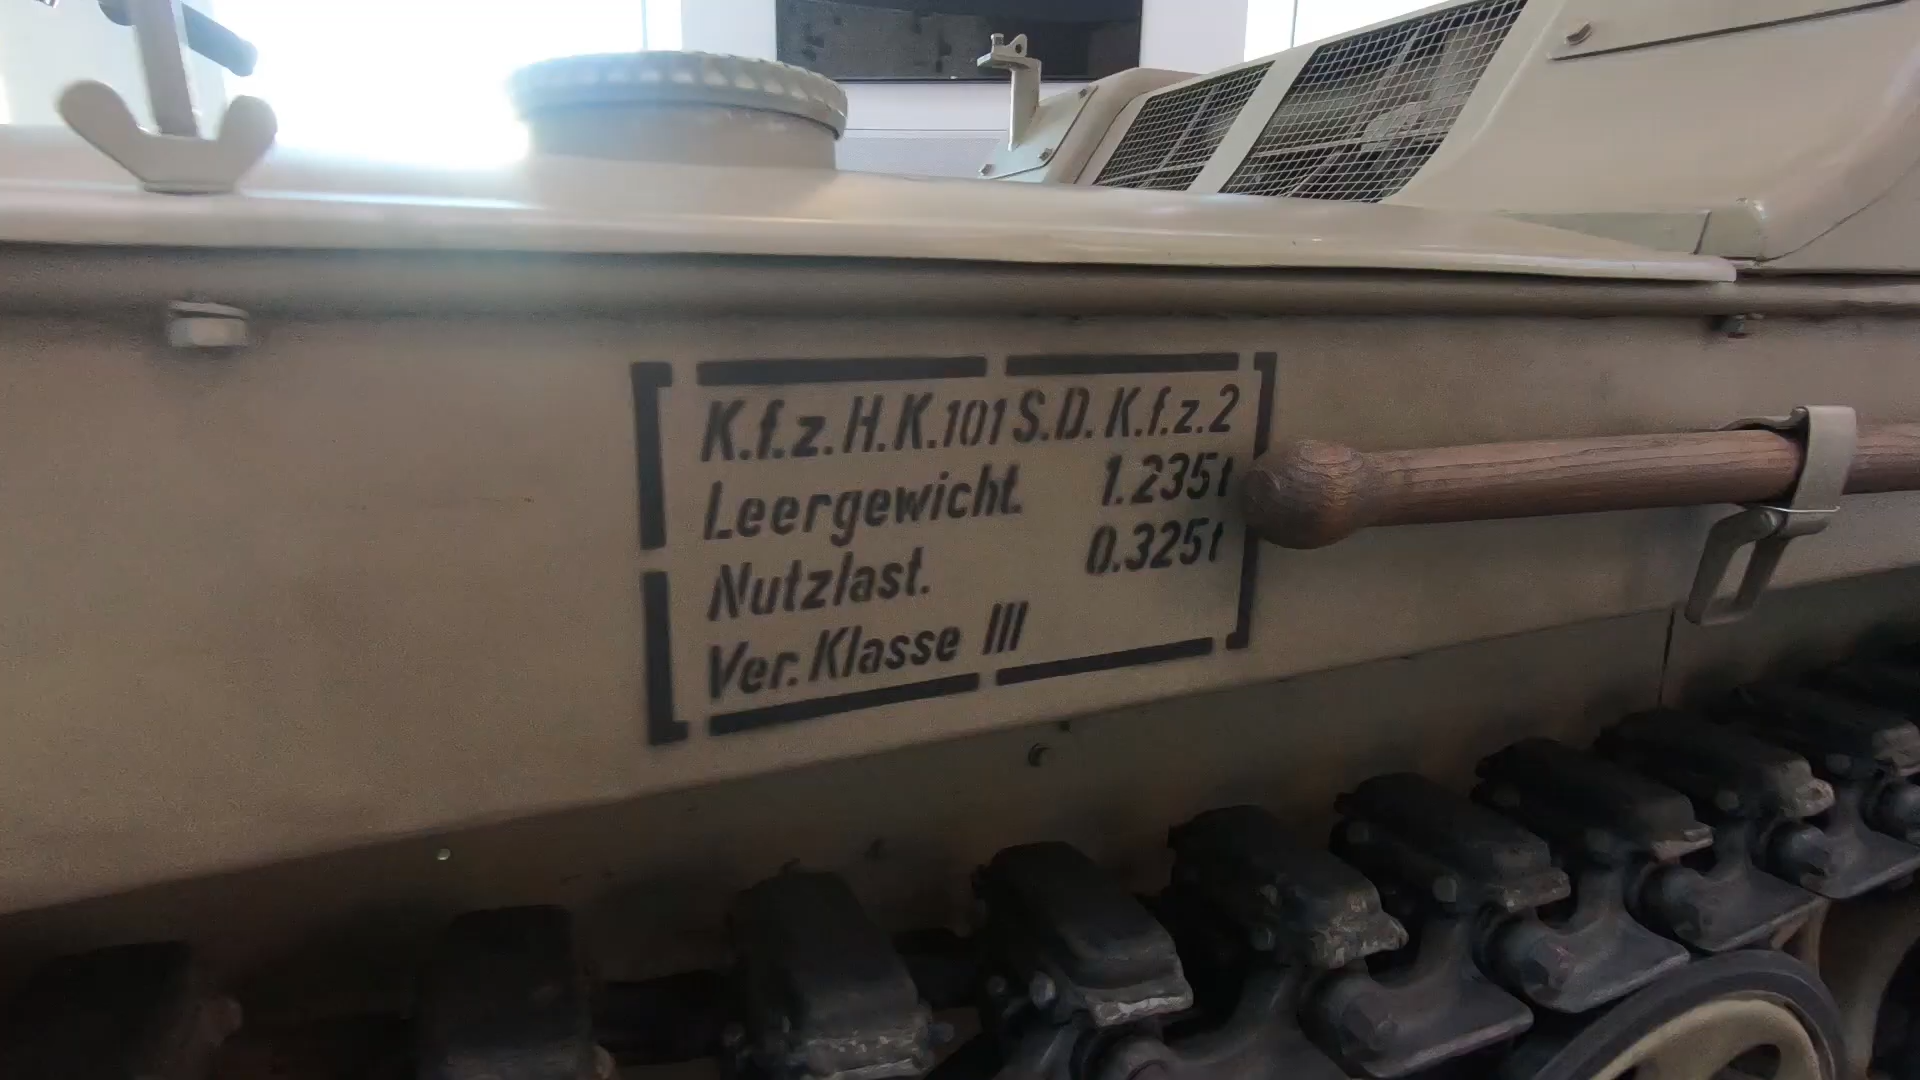 K.f.z.H.K.101 S.D. K.f.z.2
Leergewicht. 1.235t
Nutzlast. 0.325t
Ver.Klasse III